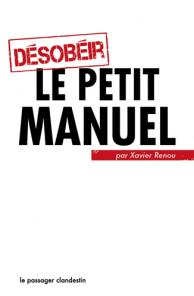 DÉSOBÉIR
LE PETIT
MANUEL
par Xavier Renou
le passager clandestin